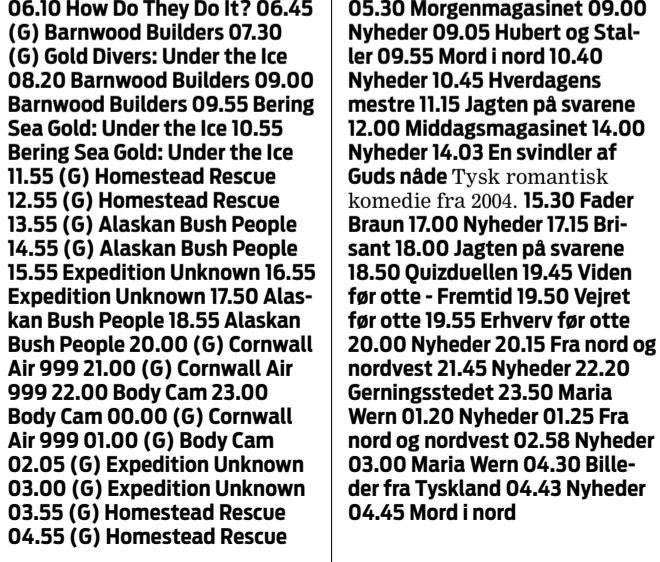 06.10 How Do They Do It? 06.45
(G) Barnwood Builders 07.30
(G) Gold Divers: Under the Ice
08.20 Barnwood Builders 09.00
Barnwood Builders 09.55 Bering
Sea Gold: Under the Ice 10.55
Bering Sea Gold: Under the Ice
11.55 (G) Homestead Rescue
12.55 (G) Homestead Rescue
13.55 (G) Alaskan Bush People
14.55 (G) Alaskan Bush People
15.55 Expedition Unknown 16.55
Expedition Unknown 17.50 Alas-
kan Bush People 18.55 Alaskan
Bush People 20.00 (G) Cornwall
Air 999 21.00 (G) Cornwall Air
999 22.00 Body Cam 23.00
Body Cam 00.00 (G) Cornwall
Air 999 01.00 (G) Body Cam
02.05 (G) Expedition Unknown
03.00 (G) Expedition Unknown
03.55 (G) Homestead Rescue
04.55 (G) Homestead Rescue
05.30 Morgenmagasinet 09.00
Nyheder 09.05 Hubert og Stal-
ler 09.55 Mord i nord 10.40
Nyheder 10.45 Hverdagens
mestre 11.15 Jagten på svarene
12.00 Middagsmagasinet 14.00
Nyheder 14.03 En svindler af
Guds nåde Tysk romantisk
komedie fra 2004. 15.30 Fader
Braun 17.00 Nyheder 17.15 Bri-
sant 18.00 Jagten på svarene
18.50 Quizduellen 19.45 Viden
før otte - Fremtid 19.50 Vejret
før otte 19.55 Erhverv før otte
20.00 Nyheder 20.15 Fra nord og
nordvest 21.45 Nyheder 22.20
Gerningsstedet 23.50 Maria
Wern 01.20 Nyheder 01.25 Fra
nord og nordvest 02.58 Nyheder
03.00 Maria Wern 04.30 Bille-
der fra Tyskland 04.43 Nyheder
04.45 Mord i nord